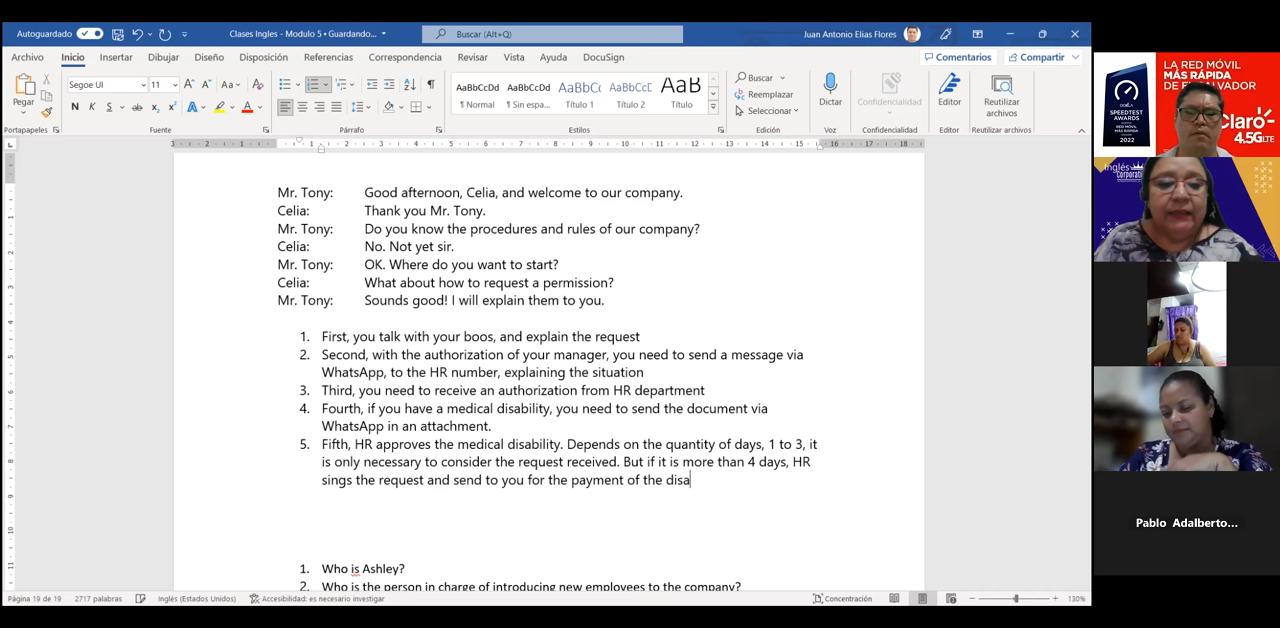 Autoguardado
Clases Ingles - Modulo 5 • Guardando...
Buscar (Alt+Q)
Juan Antonio Elias Flores
Archivo Inicio Insertar Dibujar Diseño Disposición Referencias Correspondencia Revisar Vista Ayuda DocuSign
Comentarios Compartir
Pegar
Segoe UI 11
N K S
AaBbCcDd AaBbCcDd AaBbCc AaBbCcC AaB
¶ Normal ¶ Sin espa... Título 1 Título 2 Título
Buscar
Reemplazar
Seleccionar
Dictar
Confidencialidad
Editor
Reutilizar archivos
Portapapeles Fuente Párrafo Estilos Edición Voz Confidencialidad Editor Reutilizar archivos
Mr. Tony: Good afternoon, Celia, and welcome to our company.
Celia: Thank you Mr. Tony.
Mr. Tony: Do you know the procedures and rules of our company?
Celia: No. Not yet sir.
Mr. Tony: OK. Where do you want to start?
Celia: What about how to request a permission?
Mr. Tony: Sounds good! I will explain them to you.
1. First, you talk with your boos, and explain the request
2. Second, with the authorization of your manager, you need to send a message via
WhatsApp, to the HR number, explaining the situation
3. Third, you need to receive an authorization from HR department
4. Fourth, if you have a medical disability, you need to send the document via
WhatsApp in an attachment.
5. Fifth, HR approves the medical disability. Depends on the quantity of days, 1 to 3, it
is only necessary to consider the request received. But if it is more than 4 days, HR
sings the request and send to you for the payment of the disa
1. Who is Ashley?
2. Who is the person in charge of introducing new employees to the company?
Página 19 de 19 2717 palabras Inglés (Estados Unidos) Accesibilidad: es necesario investigar
Concentración 130%
LA RED MÓVIL
MÁS RÁPIDA
DE EL SALVADOR
SPEEDTEST
AWARDS
2022
Claro
4.5G LTE
Inglés
Corporativo
Pablo Adalberto...